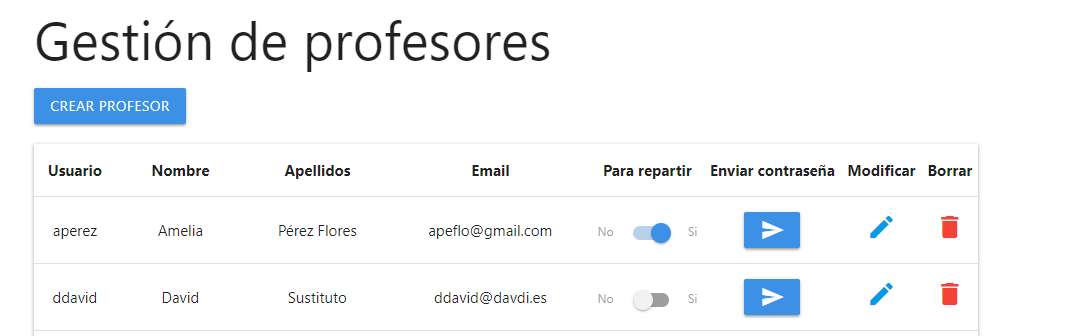 Gestión de profesores
CREAR PROFESOR
Usuario Nombre Apellidos Email Para repartir Enviar contraseña Modificar Borrar
aperez Amelia Pérez Flores apeflo@gmail.com No Si
ddavid David Sustituto ddavid@davdi.es No Si